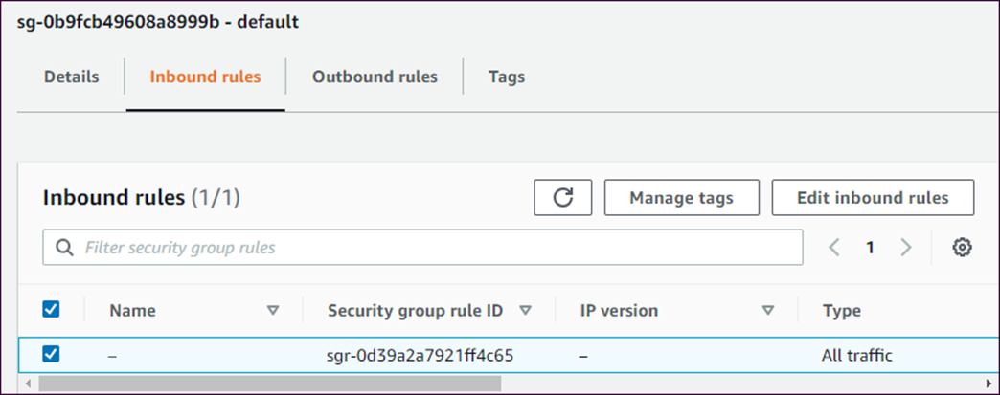 sg-0b9fcb49608a8999b - default
Details Inbound rules Outbound rules Tags
Inbound rules (1/1) Manage tags Edit inbound rules
Filter security group rules 1
Name Security group rule ID IP version Type
– sgr-0d39a2a7921ff4c65 – All traffic